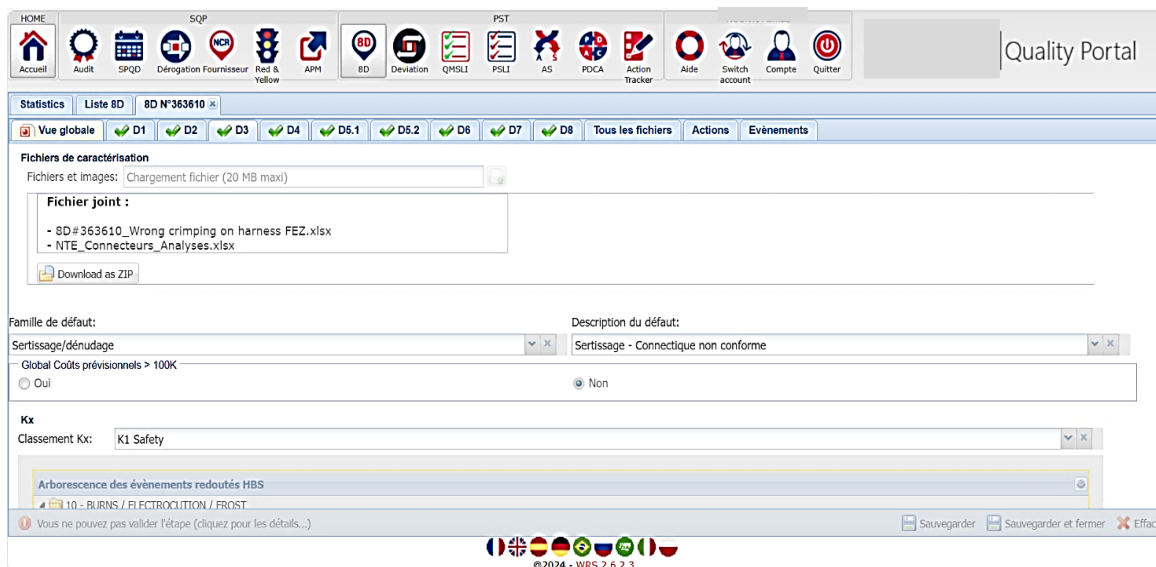 HOME SQP PST
Accueil Audit SPQD Dérogation Fournisseur Red & Yellow APM 8D Deviation QMSLI PSLI AS PDCA Action Tracker Aide Switch account Compte Quitter
NCR 8D
Quality Portal
Statistics Liste 8D 8D N°363610
Vue globale D1 D2 D3 D4 D5.1 D5.2 D6 D7 D8 Tous les fichiers Actions Evènements
Fichiers de caractérisation
Fichiers et images: Chargement fichier (20 MB maxi)
Fichier joint :
- 8D#363610_Wrong crimping on harness FEZ.xlsx
- NTE_Connecteurs_Analyses.xlsx
Download as ZIP
Famille de défaut: Description du défaut:
Sertissage/dénudage Sertissage - Connectique non conforme
Global Coûts prévisionnels > 100K
Oui Non
Kx
Classement Kx: K1 Safety
Arborescence des évènements redoutés HBS
10 - BURNS / ELECTROCUTION / FROST
Vous ne pouvez pas valider l'étape (cliquez pour les détails...) Sauvegarder Sauvegarder et fermer Effac
©2024 - WRS 2.6.2.3